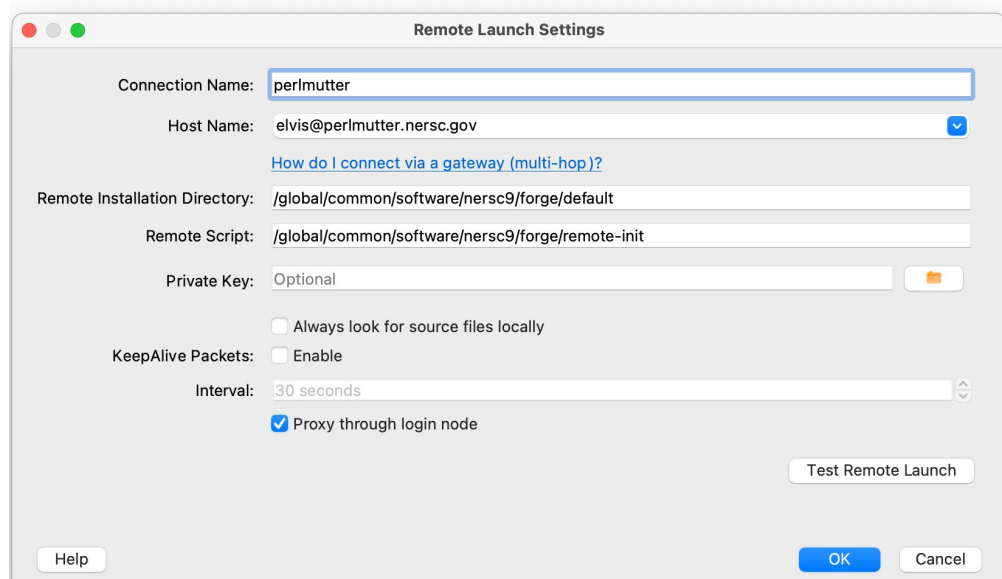 Remote Launch Settings
Connection Name: perlmutter
Host Name: elvis@perlmutter.nersc.gov
How do I connect via a gateway (multi-hop)?
Remote Installation Directory: /global/common/software/nersc9/forge/default
Remote Script: /global/common/software/nersc9/forge/remote-init
Private Key: Optional
Always look for source files locally
KeepAlive Packets: Enable
Interval: 30 seconds
Proxy through login node
Test Remote Launch
Help OK Cancel